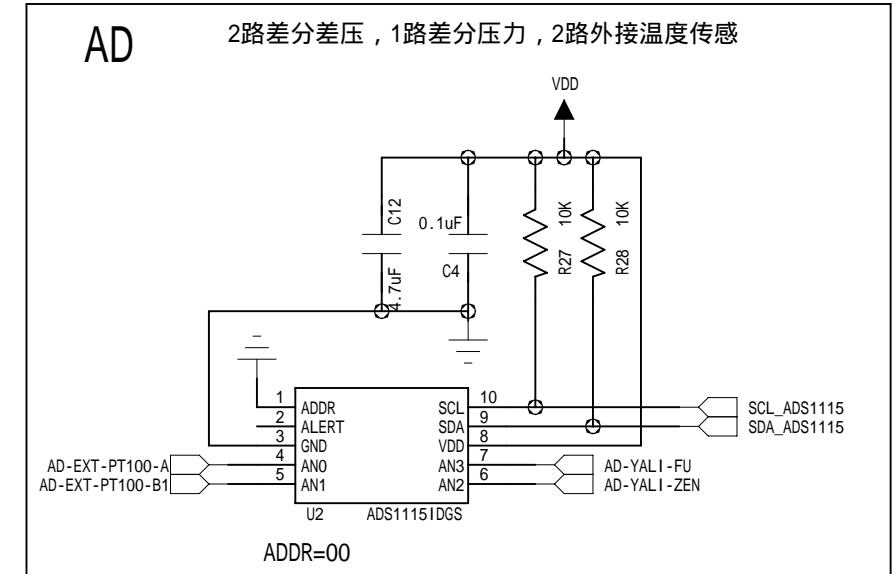 AD
2路差分差压，1路差分压力，2路外接温度传感
VDD
C12
4.7uF
0.1uF
C4
10K
R27
10K
R28
1
ADDR
2
ALERT
3
GND
4
AN0
5
AN1
10
SCL
9
SDA
8
VDD
7
AN3
6
AN2
SCL_ADS1115
SDA_ADS1115
AD-EXT-PT100-A
AD-EXT-PT100-B1
AD-YALI-FU
AD-YALI-ZEN
U2
ADS1115IDGS
ADDR=00